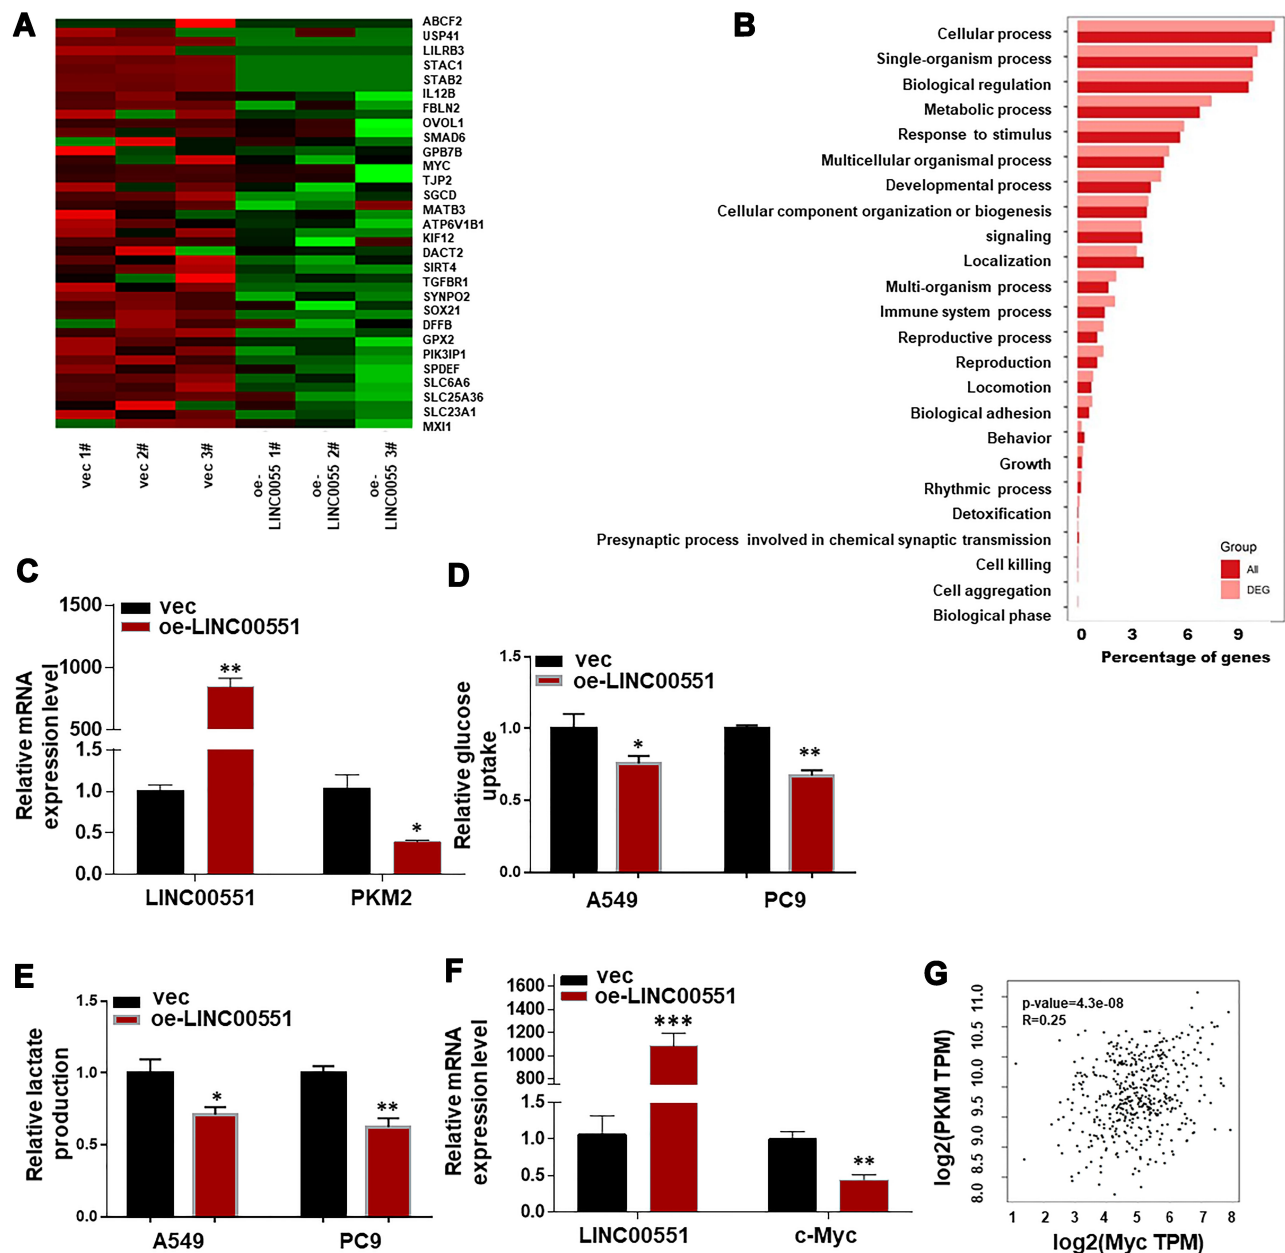 A
ABCF2
USP41
LILRB3
STAC1
STAB2
IL12B
FBLN2
OVOL1
SMAD6
GPB7B
MYC
TJP2
SGCD
MATB3
ATP6V1B1
KIF12
DACT2
SIRT4
TGFBR1
SYNPO2
SOX21
DFFB
GPX2
PIK3IP1
SPDEF
SLC6A6
SLC25A36
SLC23A1
MXI1
vec 1#
vec 2#
vec 3#
oe-
LINC0055 1#
oe-
LINC0055 2#
oe-
LINC0055 3#
B
Cellular process
Single-organism process
Biological regulation
Metabolic process
Response to stimulus
Multicellular organismal process
Developmental process
Cellular component organization or biogenesis
signaling
Localization
Multi-organism process
Immune system process
Reproductive process
Reproduction
Locomotion
Biological adhesion
Behavior
Growth
Rhythmic process
Detoxification
Presynaptic process involved in chemical synaptic transmission
Cell killing
Cell aggregation
Biological phase
Group
All
DEG
0 3 6 9
Percentage of genes
C
Relative mRNA
expression level
1500
1000
500
1.5
1.0
0.5
0.0
vec
oe-LINC00551
**
*
LINC00551 PKM2
D
Relative glucose
uptake
1.5
1.0
0.5
0.0
vec
oe-LINC00551
*
**
A549 PC9
E
Relative lactate
production
1.5
1.0
0.5
0.0
vec
oe-LINC00551
*
**
A549 PC9
F
Relative mRNA
expression level
1600
1400
1200
1000
800
1.5
1.0
0.5
0.0
vec
oe-LINC00551
***
**
LINC00551 c-Myc
G
log2(PKM TPM)
11.0
10.5
10.0
9.5
9.0
8.5
8.0
p-value=4.3e-08
R=0.25
1 2 3 4 5 6 7 8
log2(Myc TPM)